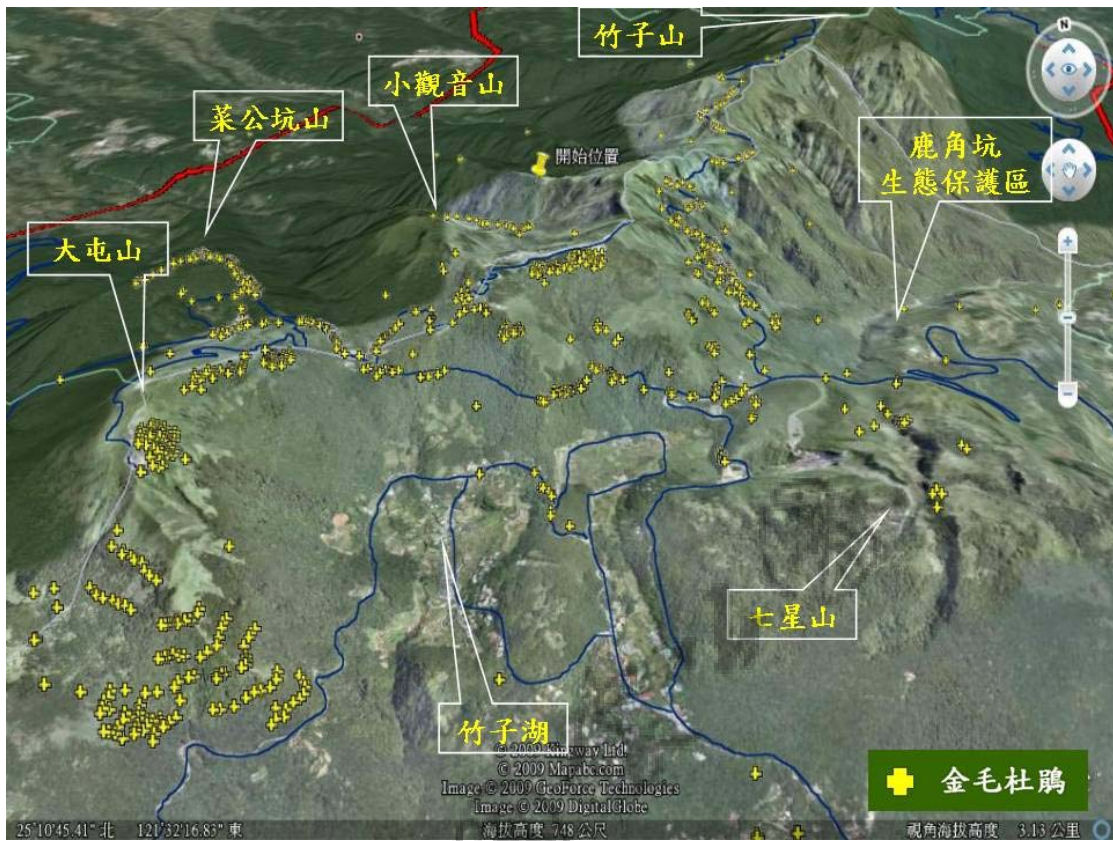 竹子山
小觀音山
菜公坑山
開始位置
鹿角坑
生態保護區
大屯山
七星山
竹子湖
© 2009 Kingway Ltd.
© 2009 Mapabc.com
Image © 2009 GeoForce Technologies
Image © 2009 DigitalGlobe
金毛杜鵑
25°10'45.41" 北 121°32'16.83" 東
海拔高度 748 公尺
視角海拔高度 3.13 公里
N